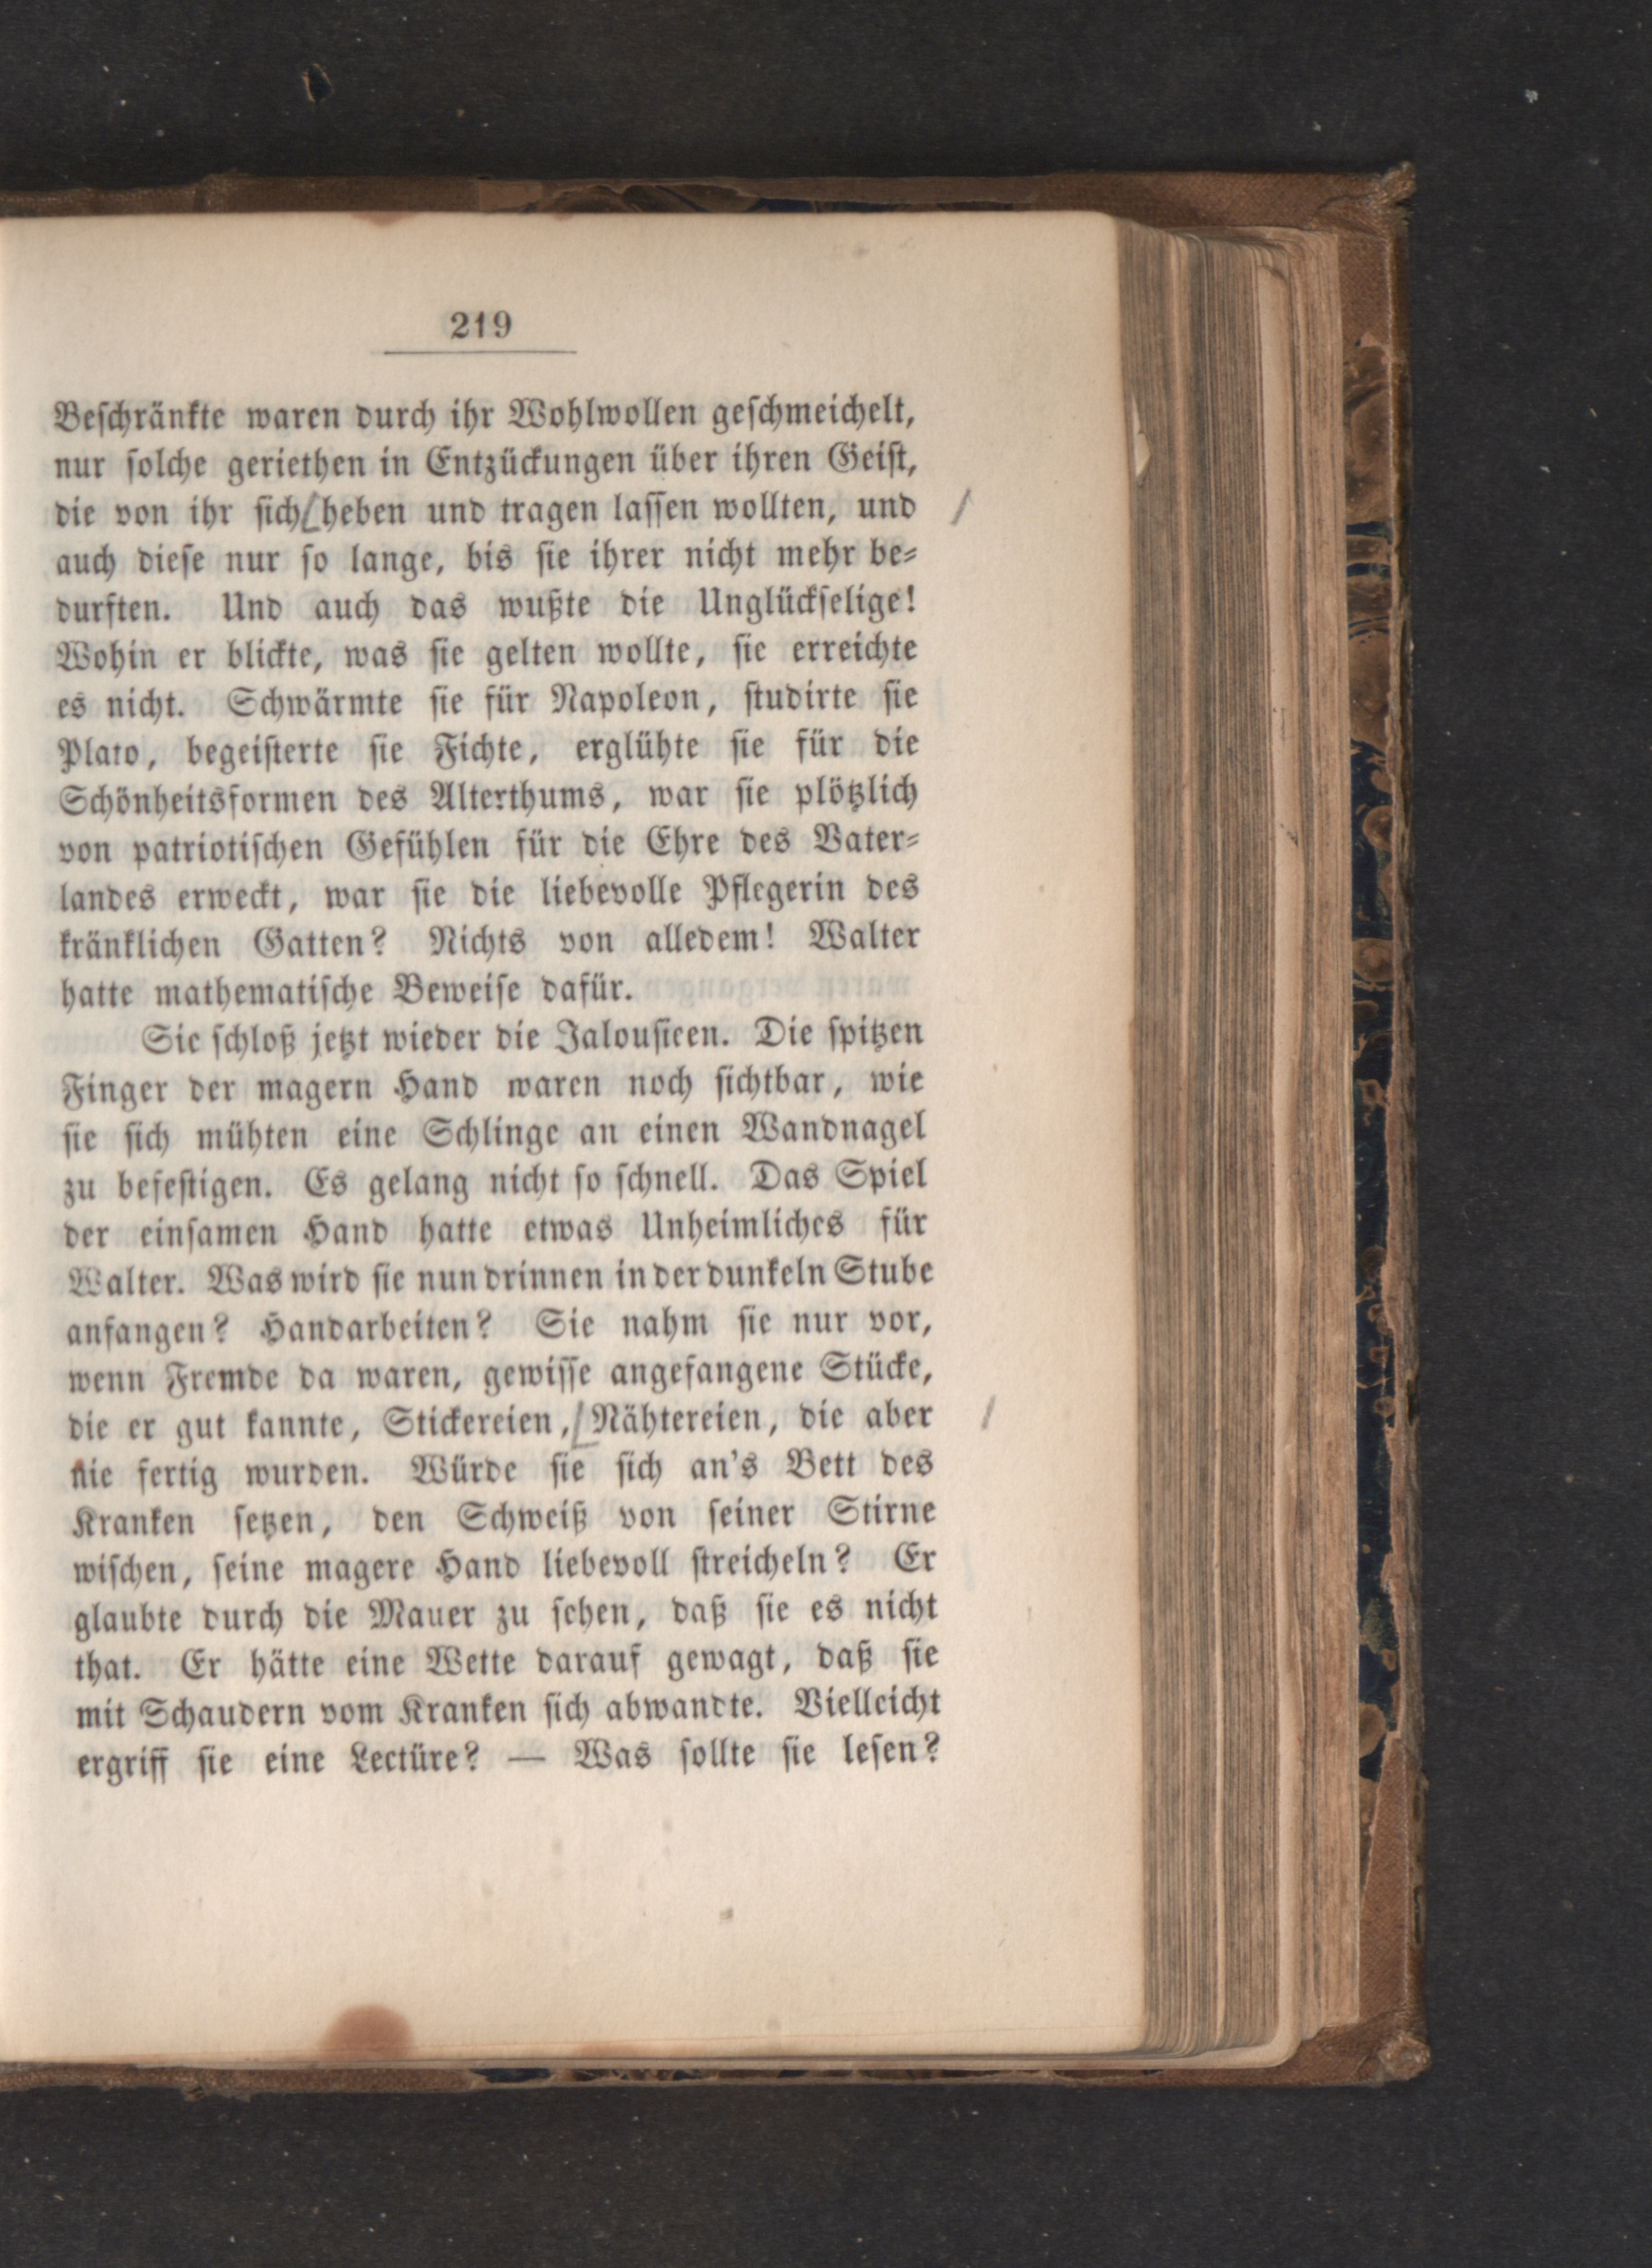 219
Beſchränkte waren durch ihr Wohlwollen geſchmeichelt,
nur ſolche geriethen in Entzückungen über ihren Geiſt,
die von ihr ſich heben und tragen laſſen wollten, und
auch dieſe nur ſo lange, bis ſie ihrer nicht mehr be⸗
durften. Und auch das wußte die Unglückſelige!
Wohin er blickte, was ſie gelten wollte, ſie erreichte
es nicht. Schwärmte ſie für Napoleon, ſtudirte ſie
Plato, begeiſterte ſie Fichte, erglühte ſie für die
Schönheitsformen des Alterthums, war ſie plötzlich
von patriotiſchen Gefühlen für die Ehre des Vater⸗
landes erweckt, war ſie die liebevolle Pflegerin des
kränklichen Gatten? Nichts von alledem! Walter
hatte mathematiſche Beweiſe dafür.
Sie ſchloß jetzt wieder die Jalouſieen. Die ſpitzen
Finger der magern Hand waren noch ſichtbar, wie
ſie ſich mühten eine Schlinge an einen Wandnagel
zu befeſtigen. Es gelang nicht ſo ſchnell. Das Spiel
der einſamen Hand hatte etwas Unheimliches für
Walter. Was wird ſie nun drinnen in der dunkeln Stube
anfangen? Handarbeiten? Sie nahm ſie nur vor,
wenn Fremde da waren, gewiſſe angefangene Stücke,
die er gut kannte, Stickereien, Nähtereien, die aber
nie fertig wurden. Würde ſie ſich an's Bett des
Kranken ſetzen, den Schweiß von ſeiner Stirne
wiſchen, ſeine magere Hand liebevoll ſtreicheln? Er
glaubte durch die Mauer zu ſehen, daß ſie es nicht
that. Er hätte eine Wette darauf gewagt, daß ſie
mit Schaudern vom Kranken ſich abwandte. Vielleicht
ergriff ſie eine Lectüre? — Was ſollte ſie leſen?